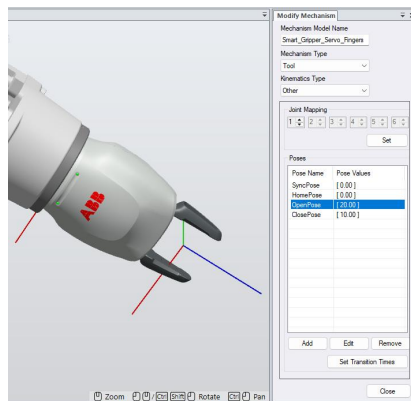 Modify Mechanism
Mechanism Model Name
Smart_Gripper_Servo_Fingers
Mechanism Type
Tool
Kinematics Type
Other
Joint Mapping
1 2 3 4 5 6
Set
Poses
Pose Name Pose Values
SyncPose [ 0.00 ]
HomePose [ 0.00 ]
OpenPose [ 20.00 ]
ClosePose [ 10.00 ]
Add Edit Remove
Set Transition Times
Close
ABB
Zoom / Ctrl Shift Rotate Ctrl Pan